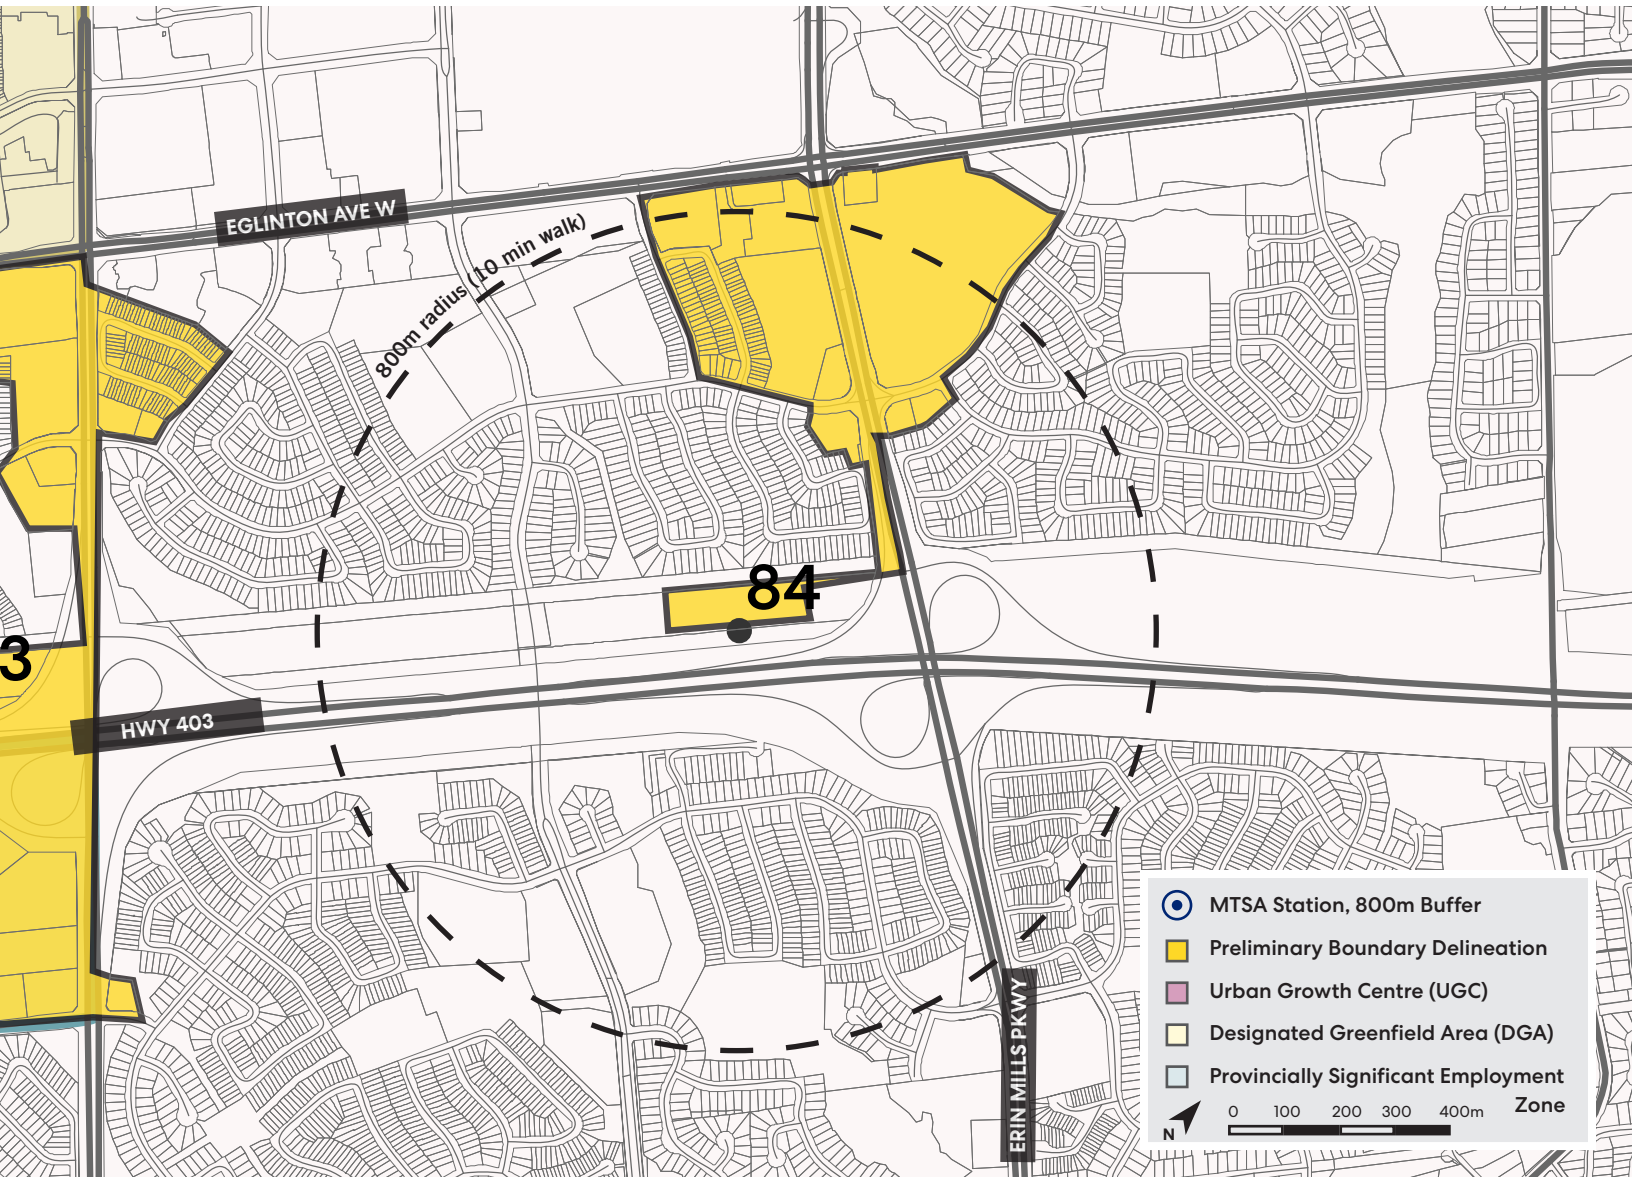 EGLINTON AVE W
800m radius (10 min walk)
84
3
HWY 403
ERIN MILLS PKWY
MTSA Station, 800m Buffer
Preliminary Boundary Delineation
Urban Growth Centre (UGC)
Designated Greenfield Area (DGA)
Provincially Significant Employment
Zone
N
0 100 200 300 400m